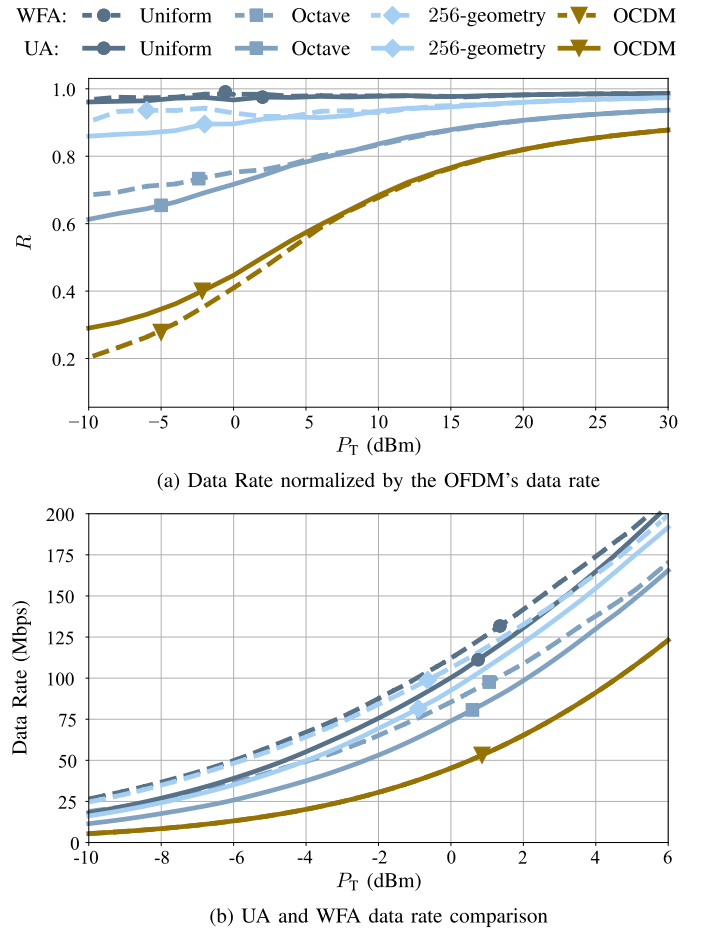 WFA: Uniform Octave 256-geometry OCDM
UA: Uniform Octave 256-geometry OCDM
1.0
0.8
0.6
0.4
0.2
R
−10 −5 0 5 10 15 20 25 30
P_T (dBm)
(a) Data Rate normalized by the OFDM's data rate
200
175
150
125
100
75
50
25
0
Data Rate (Mbps)
-10 -8 -6 -4 -2 0 2 4 6
P_T (dBm)
(b) UA and WFA data rate comparison